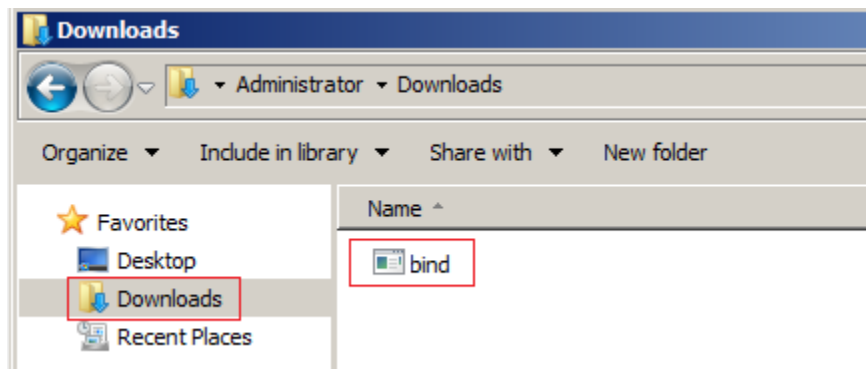 Downloads
Administrator Downloads
Organize Include in library Share with New folder
Favorites
Desktop
Downloads
Recent Places
Name
bind